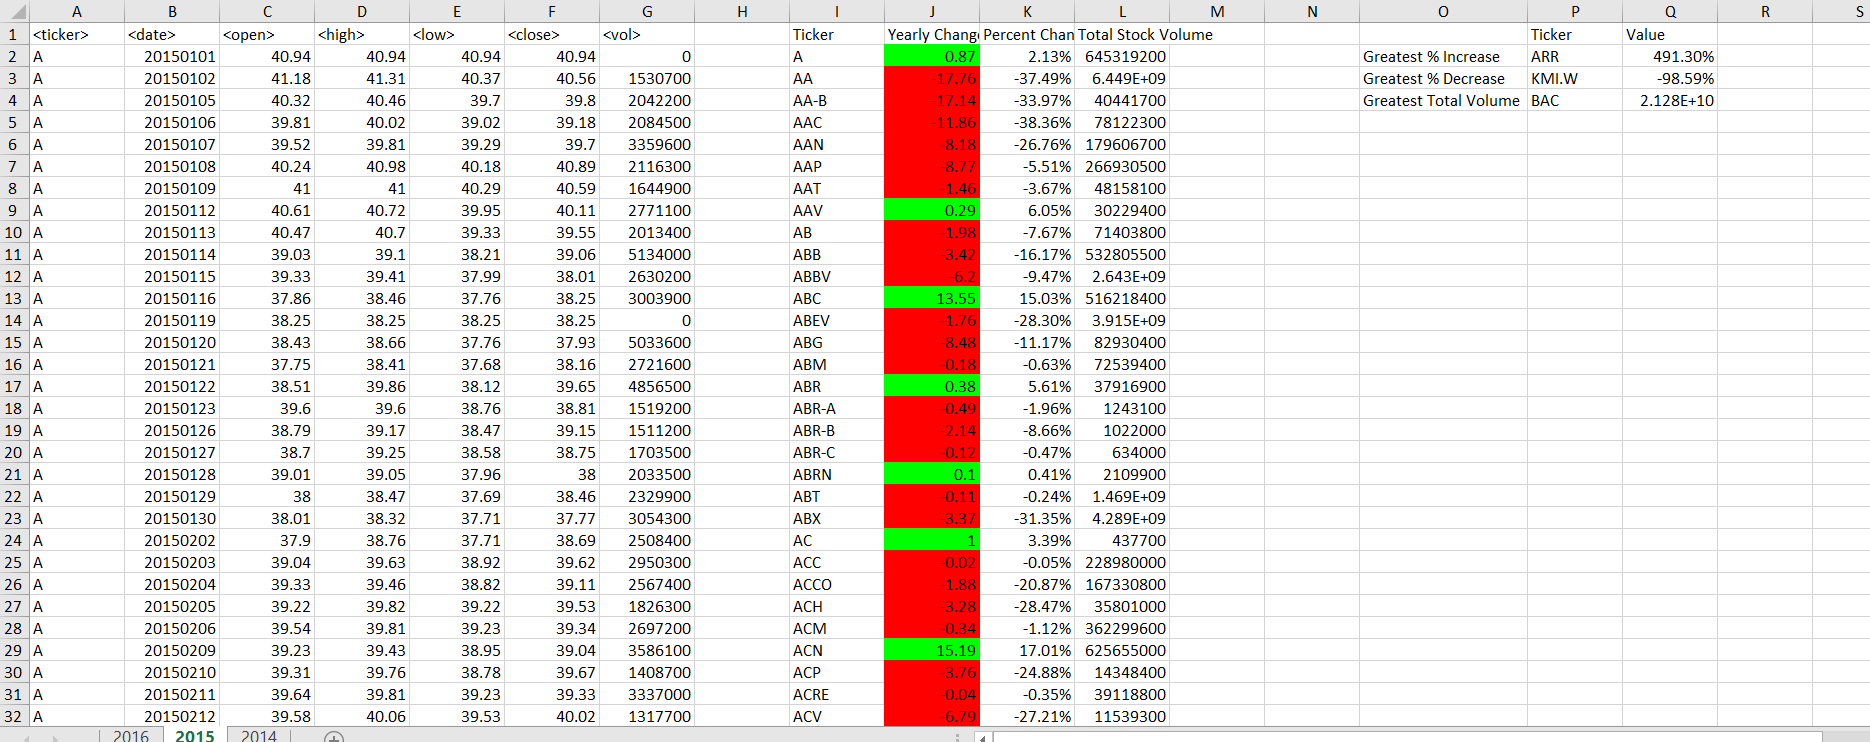 A B C D E F G H I J K L M N O P Q R S
1 <ticker> <date> <open> <high> <low> <close> <vol> Ticker Yearly Chang Percent Chan Total Stock Volume Ticker Value
2 A 20150101 40.94 40.94 40.94 40.94 0 A 0.87 2.13% 645319200 Greatest % Increase ARR 491.30%
3 A 20150102 41.18 41.31 40.37 40.56 1530700 AA -17.76 -37.49% 6.449E+09 Greatest % Decrease KMI.W -98.59%
4 A 20150105 40.32 40.46 39.7 39.8 2042200 AA-B -17.14 -33.97% 40441700 Greatest Total Volume BAC 2.128E+10
5 A 20150106 39.81 40.02 39.02 39.18 2084500 AAC -11.86 -38.36% 78122300
6 A 20150107 39.52 39.81 39.29 39.7 3359600 AAN -8.18 -26.76% 179606700
7 A 20150108 40.24 40.98 40.18 40.89 2116300 AAP -8.77 -5.51% 266930500
8 A 20150109 41 41 40.29 40.59 1644900 AAT -1.46 -3.67% 48158100
9 A 20150112 40.61 40.72 39.95 40.11 2771100 AAV 0.29 6.05% 30229400
10 A 20150113 40.47 40.7 39.33 39.55 2013400 AB -1.98 -7.67% 71403800
11 A 20150114 39.03 39.1 38.21 39.06 5134000 ABB -3.42 -16.17% 532805500
12 A 20150115 39.33 39.41 37.99 38.01 2630200 ABBV -6.2 -9.47% 2.643E+09
13 A 20150116 37.86 38.46 37.76 38.25 3003900 ABC 13.55 15.03% 516218400
14 A 20150119 38.25 38.25 38.25 38.25 0 ABEV -1.76 -28.30% 3.915E+09
15 A 20150120 38.43 38.66 37.76 37.93 5033600 ABG -8.48 -11.17% 82930400
16 A 20150121 37.75 38.41 37.68 38.16 2721600 ABM -0.18 -0.63% 72539400
17 A 20150122 38.51 39.86 38.12 39.65 4856500 ABR 0.38 5.61% 37916900
18 A 20150123 39.6 39.6 38.76 38.81 1519200 ABR-A -0.49 -1.96% 1243100
19 A 20150126 38.79 39.17 38.47 39.15 1511200 ABR-B -2.14 -8.66% 1022000
20 A 20150127 38.7 39.25 38.58 38.75 1703500 ABR-C -0.12 -0.47% 634000
21 A 20150128 39.01 39.05 37.96 38 2033500 ABRN 0.1 0.41% 2109900
22 A 20150129 38 38.47 37.69 38.46 2329900 ABT -0.11 -0.24% 1.469E+09
23 A 20150130 38.01 38.32 37.71 37.77 3054300 ABX -3.37 -31.35% 4.289E+09
24 A 20150202 37.9 38.76 37.71 38.69 2508400 AC 1 3.39% 437700
25 A 20150203 39.04 39.63 38.92 39.62 2950300 ACC -0.02 -0.05% 228980000
26 A 20150204 39.33 39.46 38.82 39.11 2567400 ACCO -1.88 -20.87% 167330800
27 A 20150205 39.22 39.82 39.22 39.53 1826300 ACH -3.28 -28.47% 35801000
28 A 20150206 39.54 39.81 39.23 39.34 2697200 ACM -0.34 -1.12% 362299600
29 A 20150209 39.23 39.43 38.95 39.04 3586100 ACN 15.19 17.01% 625655000
30 A 20150210 39.31 39.76 38.78 39.67 1408700 ACP -3.76 -24.88% 14348400
31 A 20150211 39.64 39.81 39.23 39.33 3337000 ACRE -0.04 -0.35% 39118800
32 A 20150212 39.58 40.06 39.53 40.02 1317700 ACV -6.79 -27.21% 11539300
2016 2015 2014